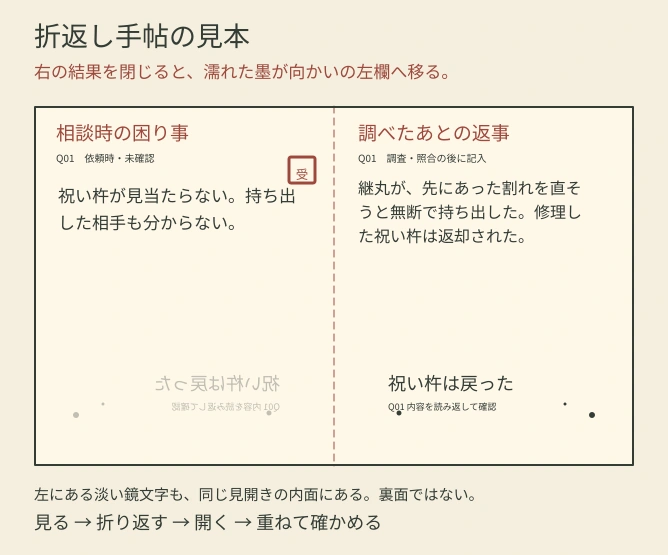 折返し手帖の見本
右の結果を閉じると、濡れた墨が向かいの左欄へ移る。
相談時の困り事
Q01　依頼時・未確認
受
祝い杵が見当たらない。持ち出
した相手も分からない。
祝い杵は戻った
Q01 内容を読み返して確認
調べたあとの返事
Q01　調査・照合の後に記入
継丸が、先にあった割れを直そ
うと無断で持ち出した。修理し
た祝い杵は返却された。
祝い杵は戻った
Q01 内容を読み返して確認
左にある淡い鏡文字も、同じ見開きの内面にある。裏面ではない。
見る → 折り返す → 開く → 重ねて確かめる